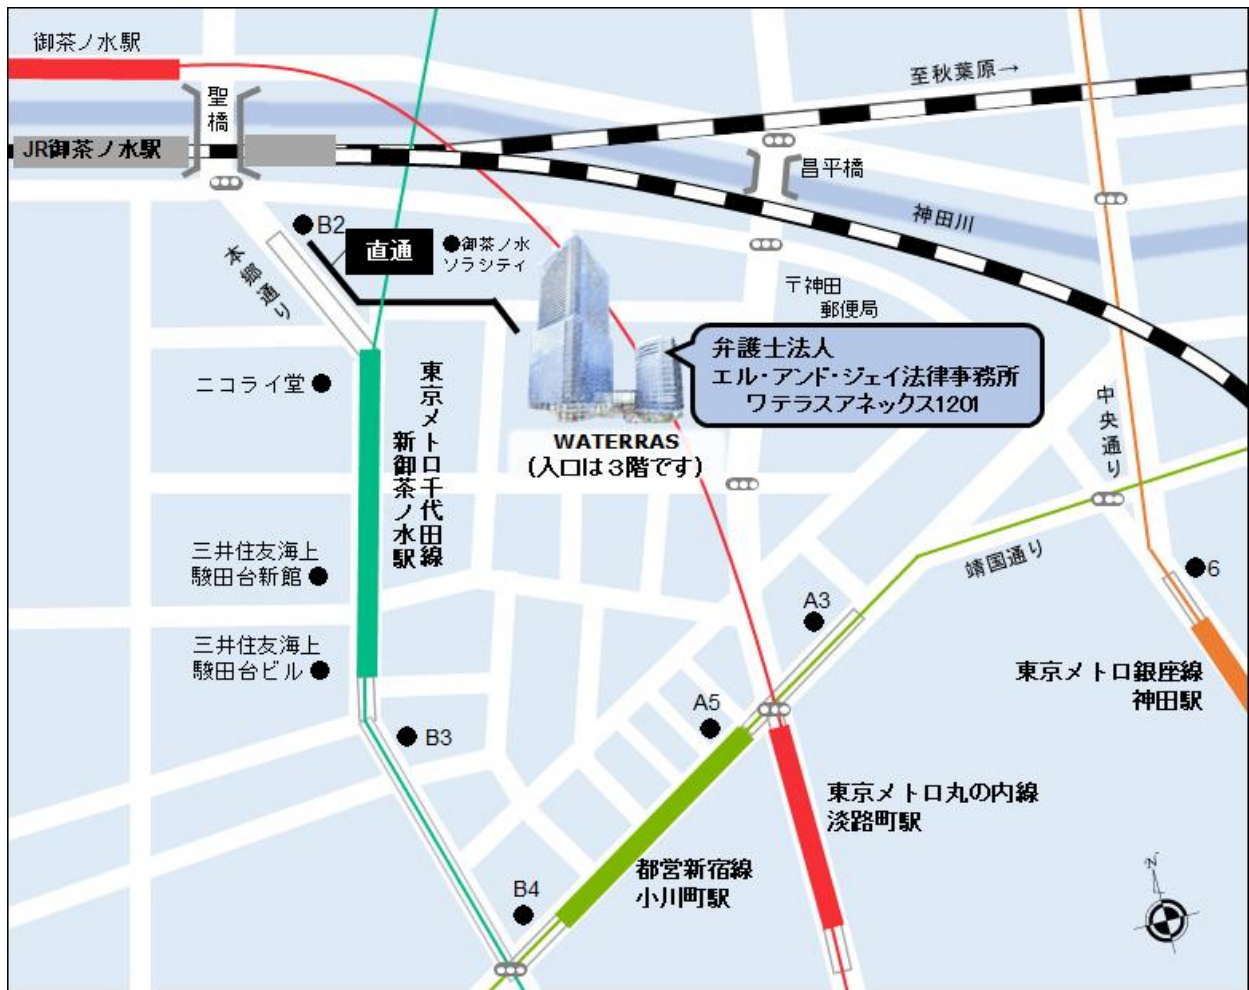 御茶ノ水駅
聖橋
JR御茶ノ水駅
至秋葉原→
昌平橋
神田川
B2
直通
御茶ノ水
ソラシティ
本郷通り
〒神田
郵便局
弁護士法人
エル・アンド・ジェイ法律事務所
ワテラスアネックス1201
ニコライ堂
東京メトロ千代田線
新御茶ノ水駅
WATERRAS
(入口は3階です)
中央通り
三井住友海上
駿田台新館
靖国通り
6
A3
三井住友海上
駿田台ビル
東京メトロ銀座線
神田駅
A5
B3
東京メトロ丸の内線
淡路町駅
都営新宿線
小川町駅
B4
N